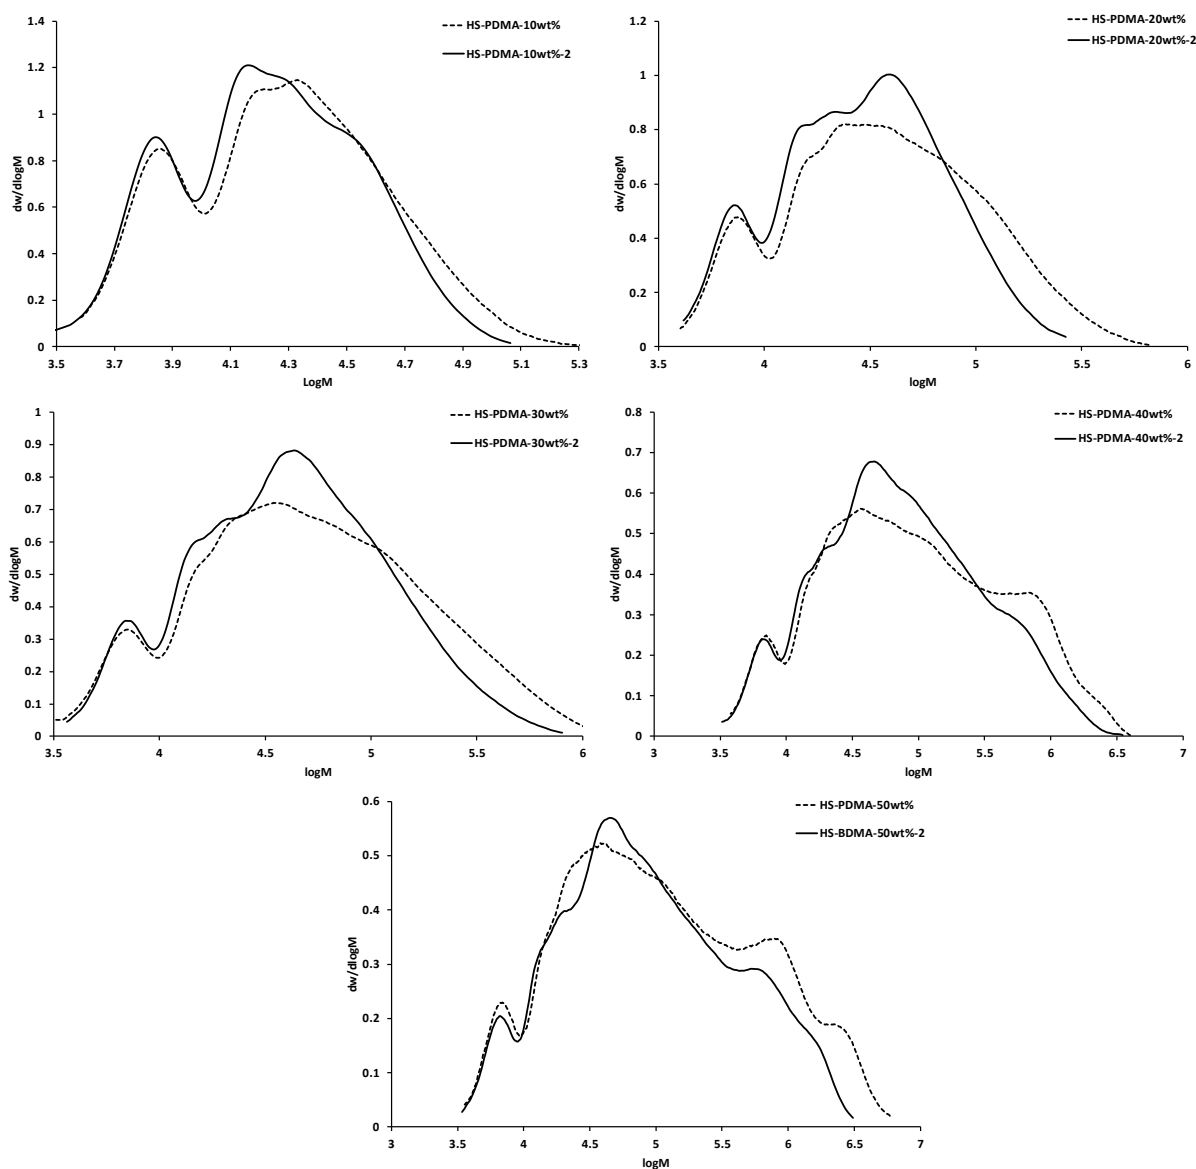 HS-PDMA-10wt%
HS-PDMA-10wt%-2
dw/dlogM
1.4
1.2
1
0.8
0.6
0.4
0.2
0
3.5 3.7 3.9 4.1 4.3 4.5 4.7 4.9 5.1 5.3
LogM
HS-PDMA-20wt%
HS-PDMA-20wt%-2
dw/dlogM
1.2
1
0.8
0.6
0.4
0.2
0
3.5 4 4.5 5 5.5 6
logM
HS-PDMA-30wt%
HS-PDMA-30wt%-2
dw/dlogM
1
0.9
0.8
0.7
0.6
0.5
0.4
0.3
0.2
0.1
0
3.5 4 4.5 5 5.5 6
logM
HS-PDMA-40wt%
HS-PDMA-40wt%-2
dw/dlogM
0.8
0.7
0.6
0.5
0.4
0.3
0.2
0.1
0
3 3.5 4 4.5 5 5.5 6 6.5 7
logM
HS-PDMA-50wt%
HS-BDMA-50wt%-2
dw/dlogM
0.6
0.5
0.4
0.3
0.2
0.1
0
3 3.5 4 4.5 5 5.5 6 6.5 7
logM